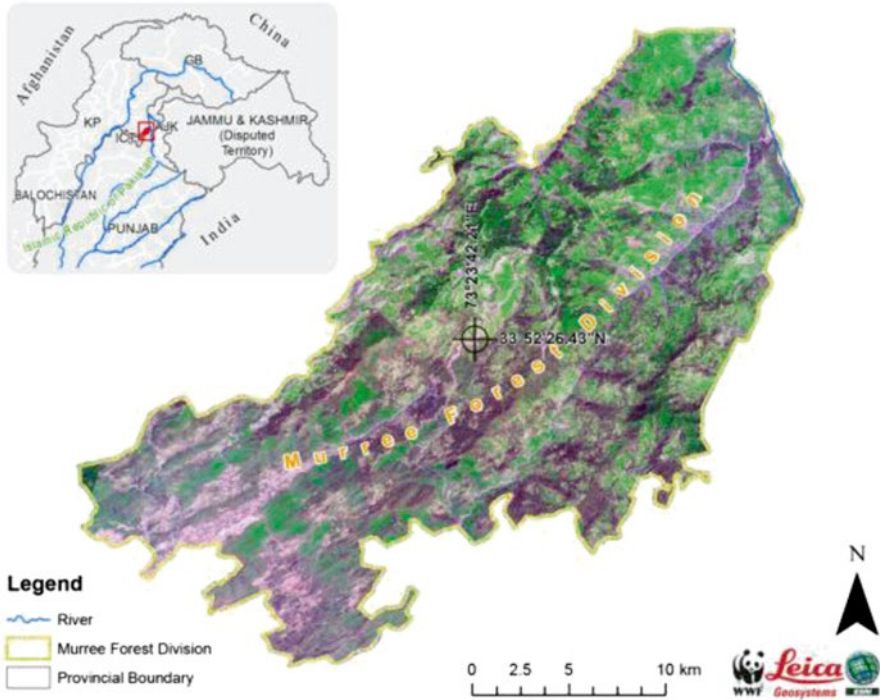 Afghanistan
China
GB
KP
AJK
ICT
JAMMU & KASHMIR
(Disputed
Territory)
BALOCHISTAN
Islamic Republic of Pakistan
PUNJAB
India
73°23'42.41"E
33°52'26.43"N
Murree Forest Division
Legend
River
Murree Forest Division
Provincial Boundary
N
0 2.5 5 10 km
WWF
Leica
Geosystems